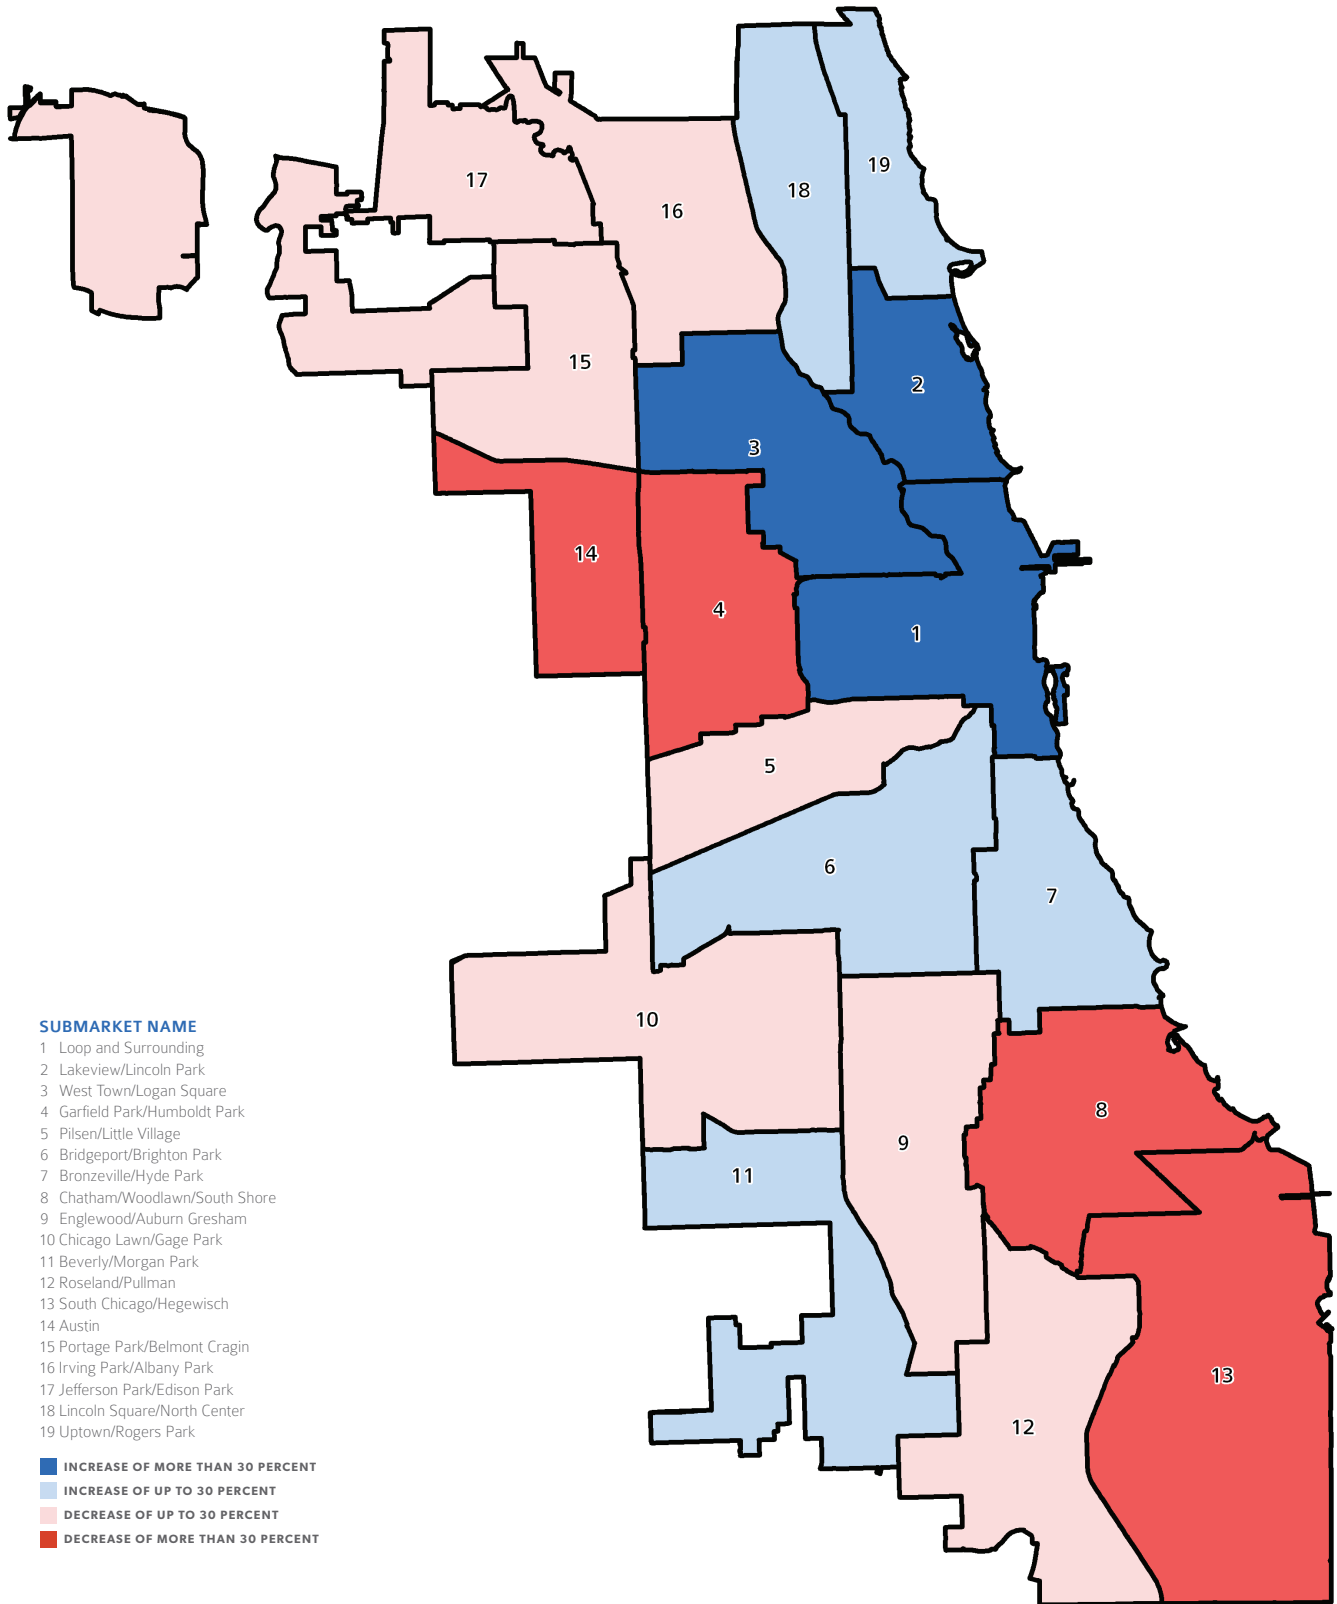 17
16
18
19
15
2
3
14
4
1
5
6
7
10
8
9
11
13
12
SUBMARKET NAME
1 Loop and Surrounding
2 Lakeview/Lincoln Park
3 West Town/Logan Square
4 Garfield Park/Humboldt Park
5 Pilsen/Little Village
6 Bridgeport/Brighton Park
7 Bronzeville/Hyde Park
8 Chatham/Woodlawn/South Shore
9 Englewood/Auburn Gresham
10 Chicago Lawn/Gage Park
11 Beverly/Morgan Park
12 Roseland/Pullman
13 South Chicago/Hegewisch
14 Austin
15 Portage Park/Belmont Cragin
16 Irving Park/Albany Park
17 Jefferson Park/Edison Park
18 Lincoln Square/North Center
19 Uptown/Rogers Park
INCREASE OF MORE THAN 30 PERCENT
INCREASE OF UP TO 30 PERCENT
DECREASE OF UP TO 30 PERCENT
DECREASE OF MORE THAN 30 PERCENT